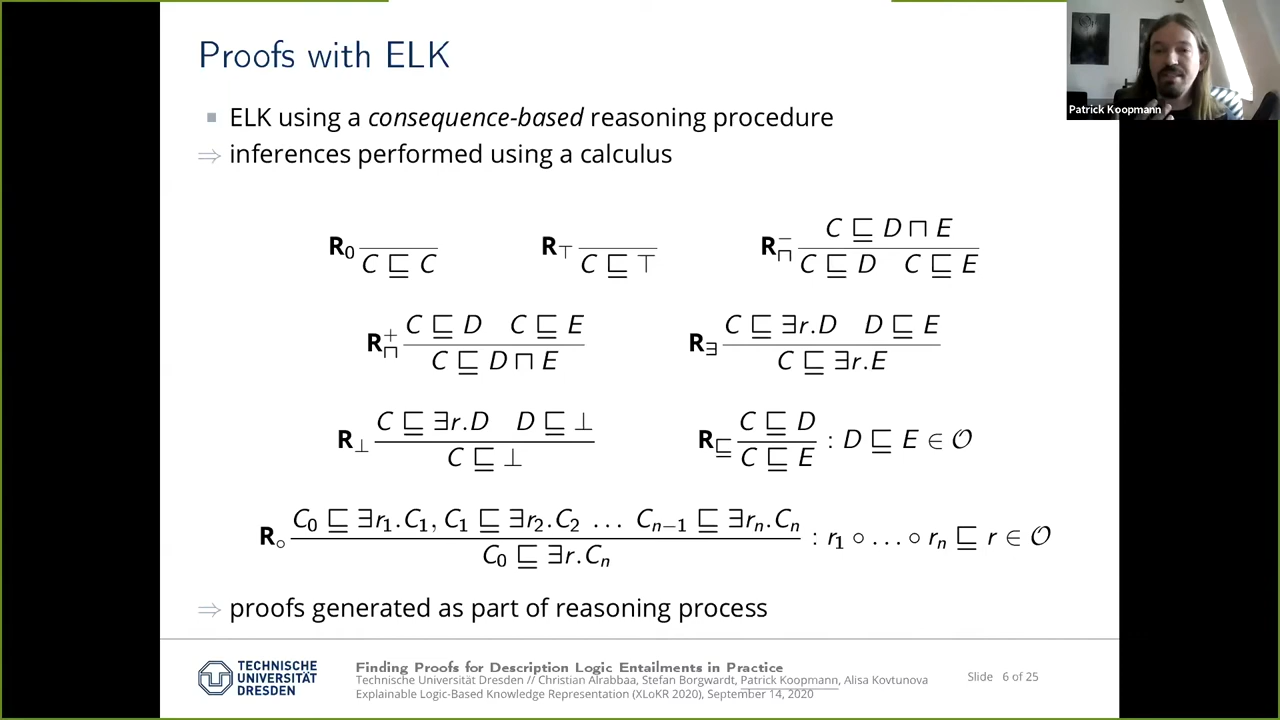 Proofs with ELK
Patrick Koopmann
■ ELK using a consequence-based reasoning procedure
⇒ inferences performed using a calculus
R₀ ――― C ⊑ C    R⊤ ――― C ⊑ ⊤    R⊓⁻ C ⊑ D ⊓ E
C ⊑ D    C ⊑ E
R⊓⁺ C ⊑ D    C ⊑ E    R∃ C ⊑ ∃r.D    D ⊑ E
C ⊑ D ⊓ E    C ⊑ ∃r.E
R⊥ C ⊑ ∃r.D    D ⊑ ⊥    R⊑ C ⊑ D : D ⊑ E ∈ 𝒪
C ⊑ ⊥    C ⊑ E
R∘ C₀ ⊑ ∃r₁.C₁, C₁ ⊑ ∃r₂.C₂ … Cₙ₋₁ ⊑ ∃rₙ.Cₙ : r₁ ∘ … ∘ rₙ ⊑ r ∈ 𝒪
C₀ ⊑ ∃r.Cₙ
⇒ proofs generated as part of reasoning process
TECHNISCHE
UNIVERSITÄT
DRESDEN
Finding Proofs for Description Logic Entailments in Practice
Technische Universität Dresden // Christian Alrabbaa, Stefan Borgwardt, Patrick Koopmann, Alisa Kovtunova
Explainable Logic-Based Knowledge Representation (XLoKR 2020), September 14, 2020
Slide 6 of 25